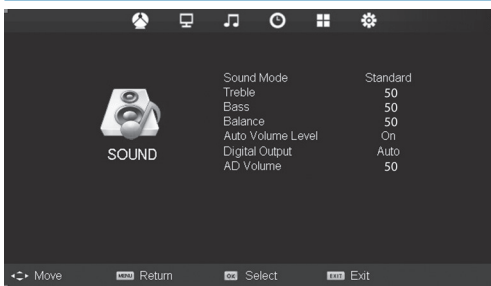 Sound Mode Standard
Treble 50
Bass 50
Balance 50
Auto Volume Level On
Digital Output Auto
AD Volume 50
SOUND
Move MENU Return OK Select EXIT Exit